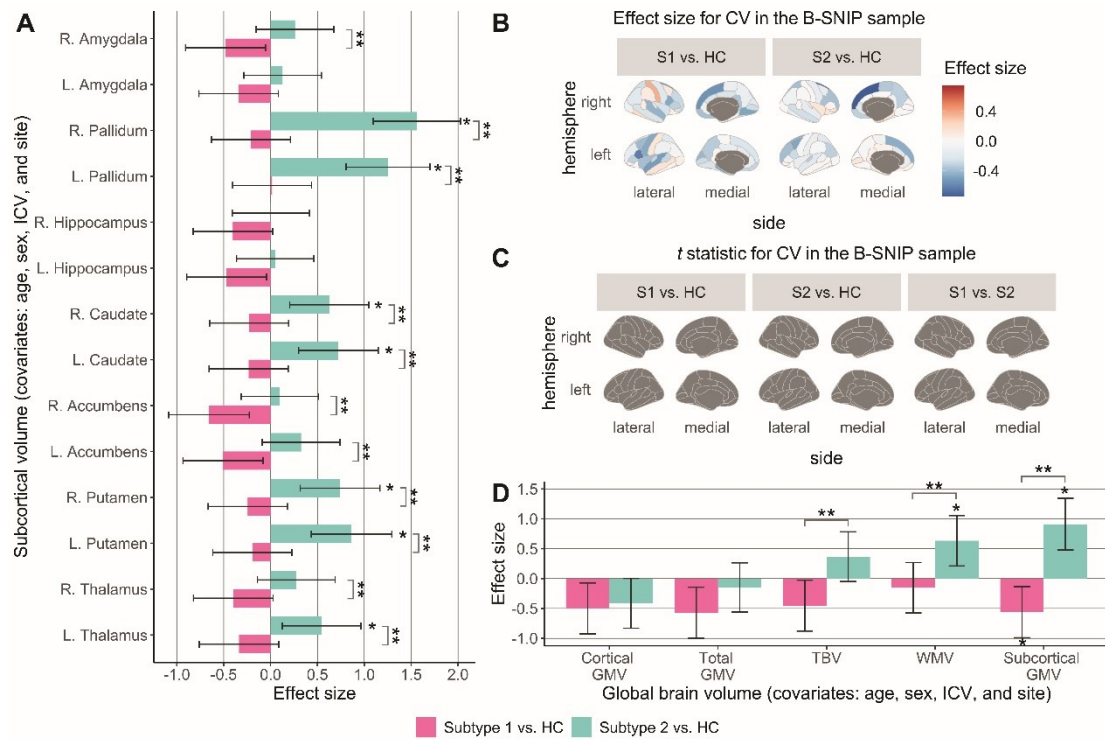 A
Subcortical volume (covariates: age, sex, ICV, and site)
R. Amygdala
L. Amygdala
R. Pallidum
L. Pallidum
R. Hippocampus
L. Hippocampus
R. Caudate
L. Caudate
R. Accumbens
L. Accumbens
R. Putamen
L. Putamen
R. Thalamus
L. Thalamus
**
* **
* **
* **
* **
**
**
* **
* **
**
* **
-1.0 -0.5 0.0 0.5 1.0 1.5 2.0
Effect size
B
Effect size for CV in the B-SNIP sample
S1 vs. HC S2 vs. HC
hemisphere
right
left
lateral medial lateral medial
side
Effect size
0.4
0.0
-0.4
C
t statistic for CV in the B-SNIP sample
S1 vs. HC S2 vs. HC S1 vs. S2
hemisphere
right
left
lateral medial lateral medial lateral medial
side
D
Effect size
1.5
1.0
0.5
0.0
-0.5
-1.0
** ** * ** * *
Cortical GMV
Total GMV
TBV
WMV
Subcortical GMV
Global brain volume (covariates: age, sex, ICV, and site)
Subtype 1 vs. HC Subtype 2 vs. HC